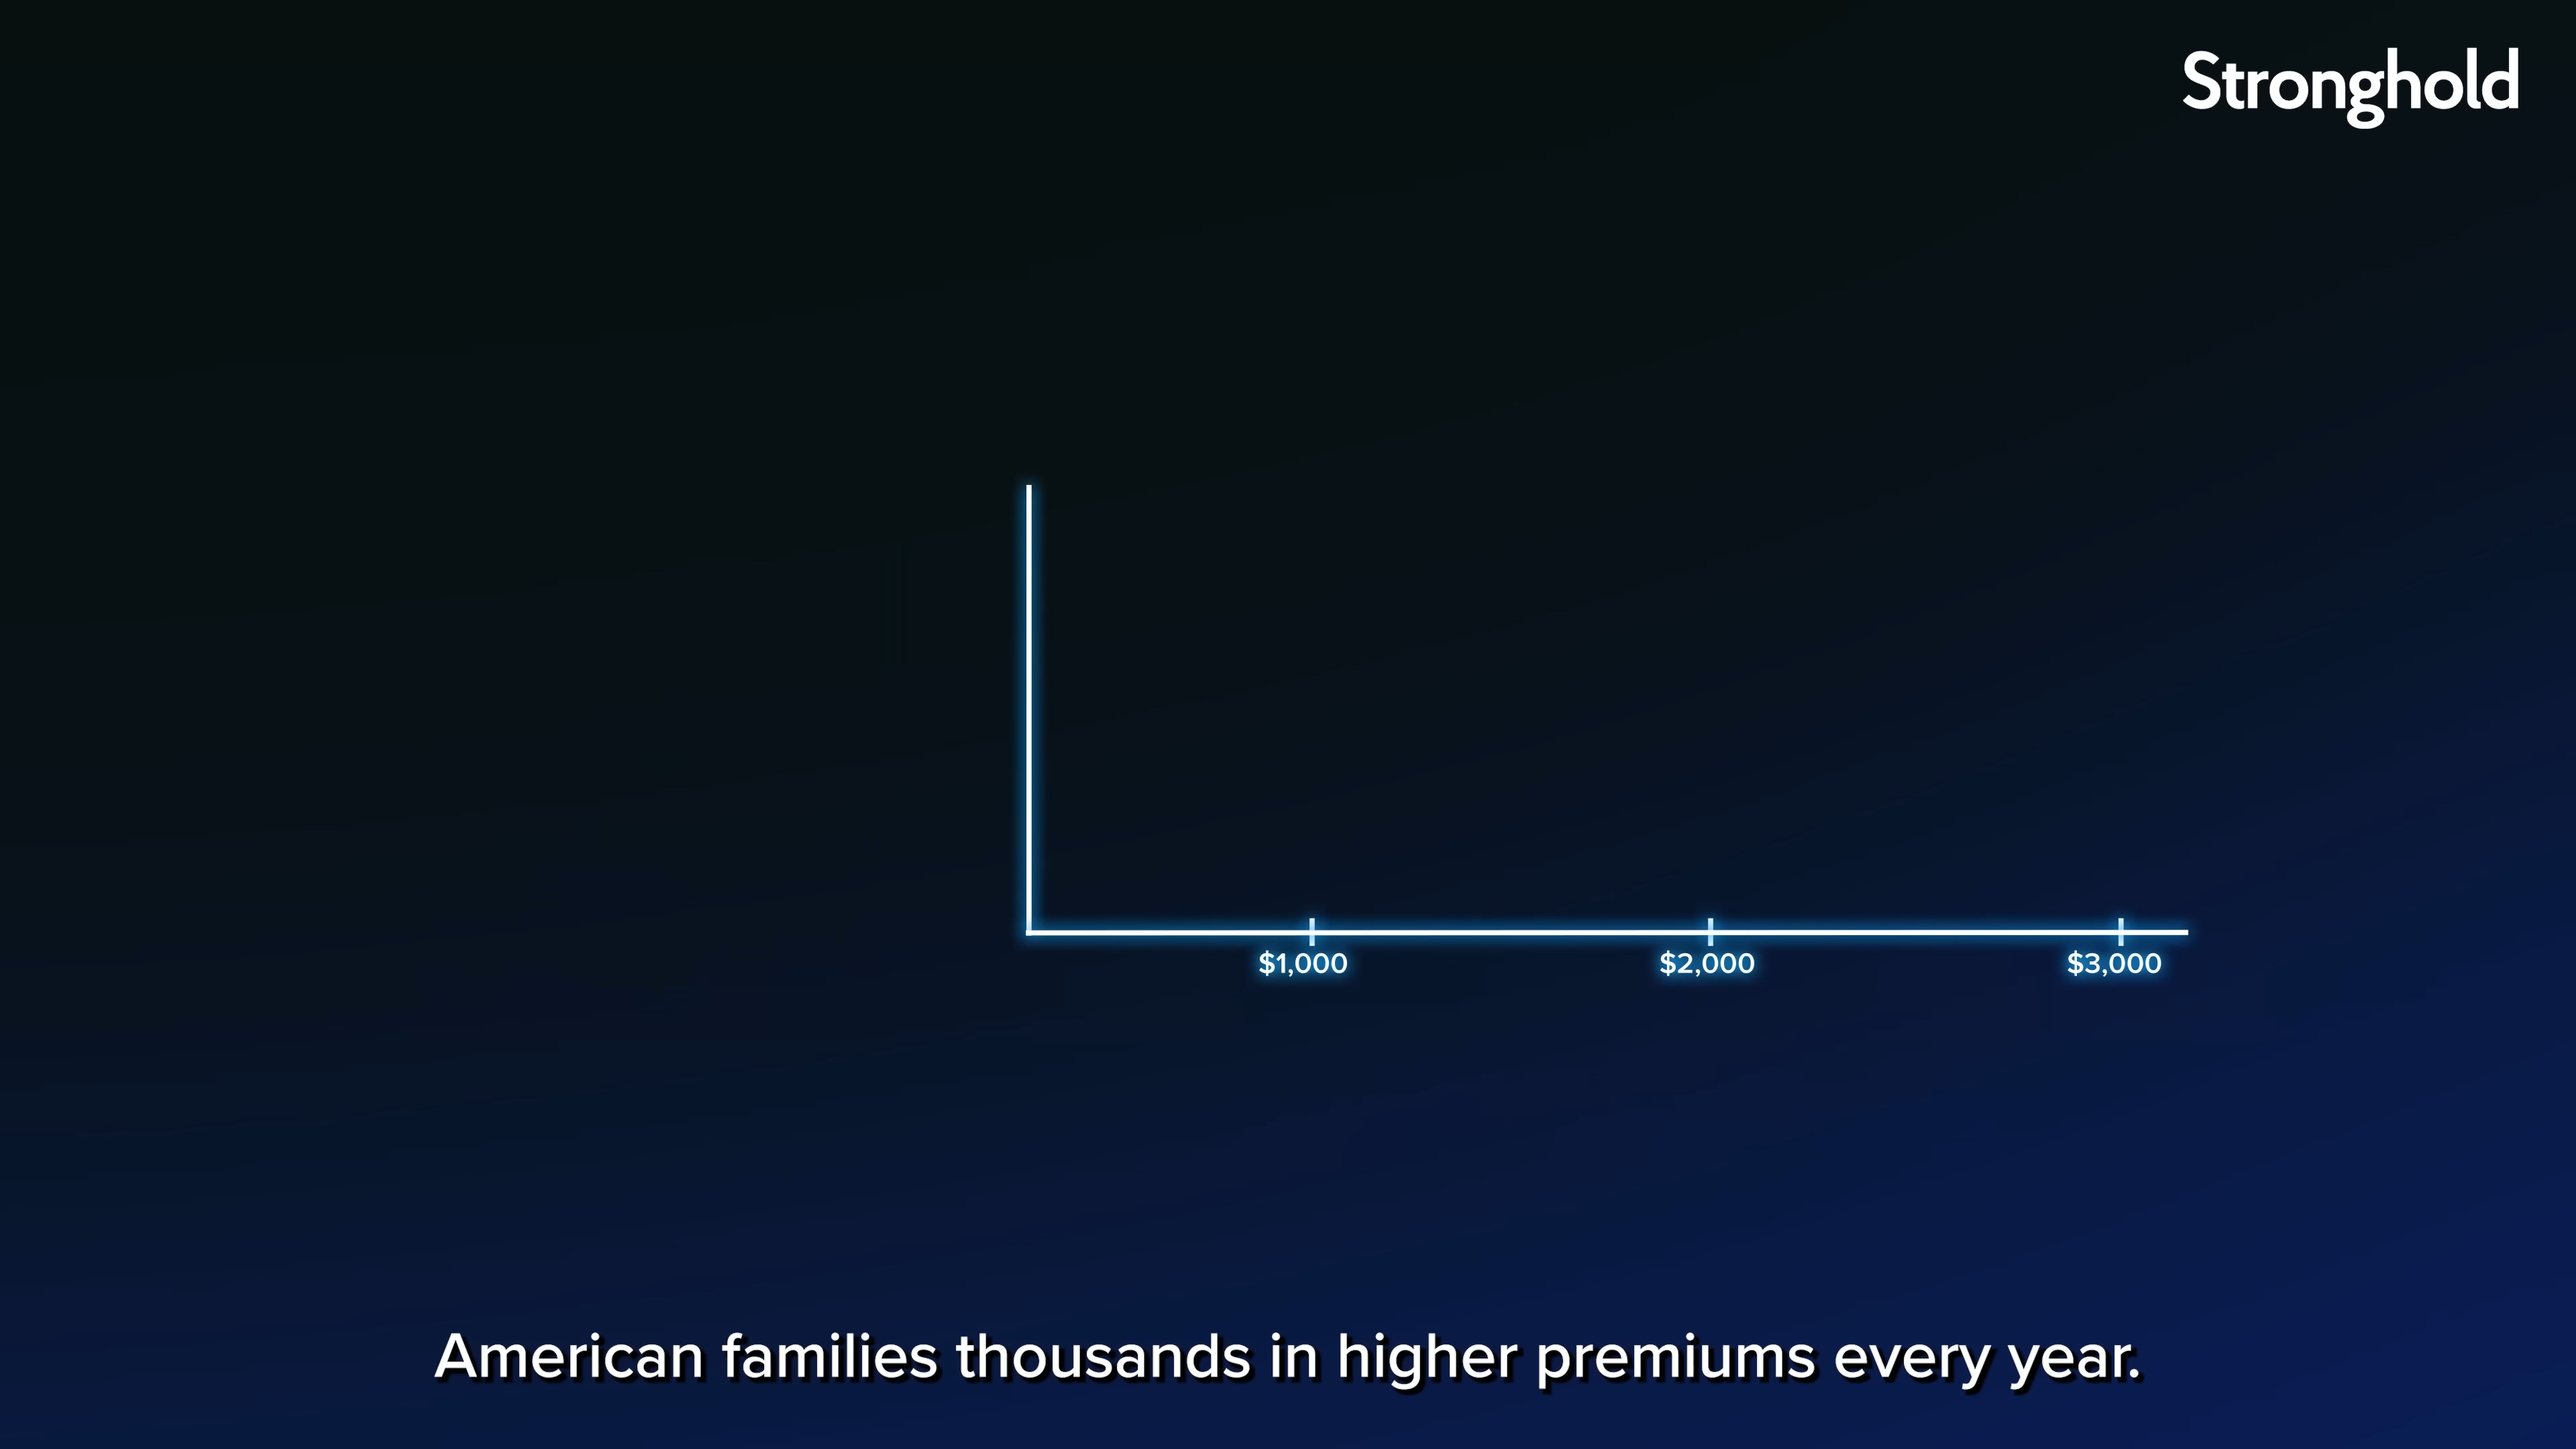 Stronghold
$1,000
$2,000
$3,000
American families thousands in higher premiums every year.